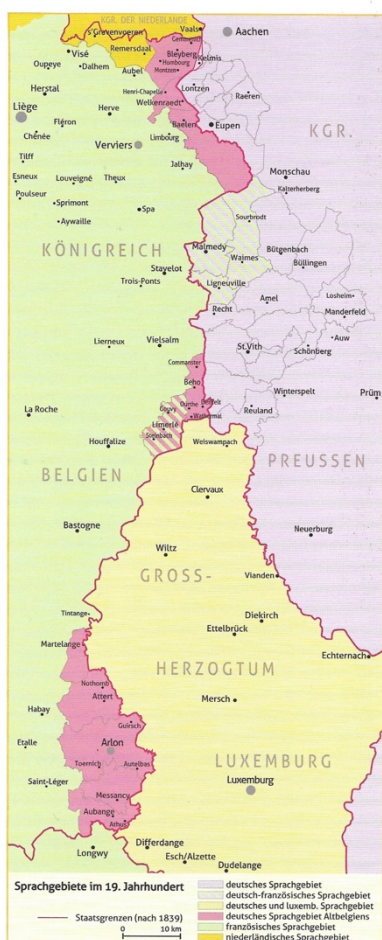 KGR. DER NIEDERLANDE
Vaals
Aachen
s'Gravenvoeren
Remersdaal
Gemmenich
Visé
Bleyberg
Kelmis
Oupeye
Dalhem
Hombourg
Montzen
Aubel
Herstal
Henri-Chapelle
Lontzen
Raeren
Liège
Herve
Welkenraedt
Fléron
Baelen
Eupen
KGR.
Chênée
Limbourg
Verviers
Tilff
Jalhay
Esneux
Louveigné
Theux
Monschau
Poulseur
Kalterherberg
Sprimont
Spa
Aywaille
Sourbrodt
KÖNIGREICH
Malmedy
Waimes
Bütgenbach
Büllingen
Stavelot
Ligneuville
Trois-Ponts
Amel
Losheim
Recht
Manderfeld
Lierneux
Vielsalm
St.Vith
Auw
Schönberg
Commanster
Beho
Winterspelt
Prüm
La Roche
Gouvy
Ourthe
Deifelt
Reuland
Watermal
Limerlé
Steinbach
Houffalize
Weiswampach
PREUSSEN
BELGIEN
Clervaux
Bastogne
Neuerburg
Wiltz
GROSS-
Vianden
Tintange
Diekirch
Ettelbrück
Martelange
Echternach
HERZOGTUM
Nothomb
Attert
Mersch
Habay
Guirsch
Etalle
Arlon
LUXEMBURG
Toernich
Autelbas
Saint-Léger
Luxemburg
Messancy
Aubange
Athus
Longwy
Differdange
Esch/Alzette
Dudelange
Sprachgebiete im 19. Jahrhundert
Staatsgrenzen (nach 1839)
0 10 km
deutsches Sprachgebiet
deutsch-französisches Sprachgebiet
deutsches und luxemb. Sprachgebiet
deutsches Sprachgebiet Altbelgiens
französisches Sprachgebiet
niederländisches Sprachgebiet